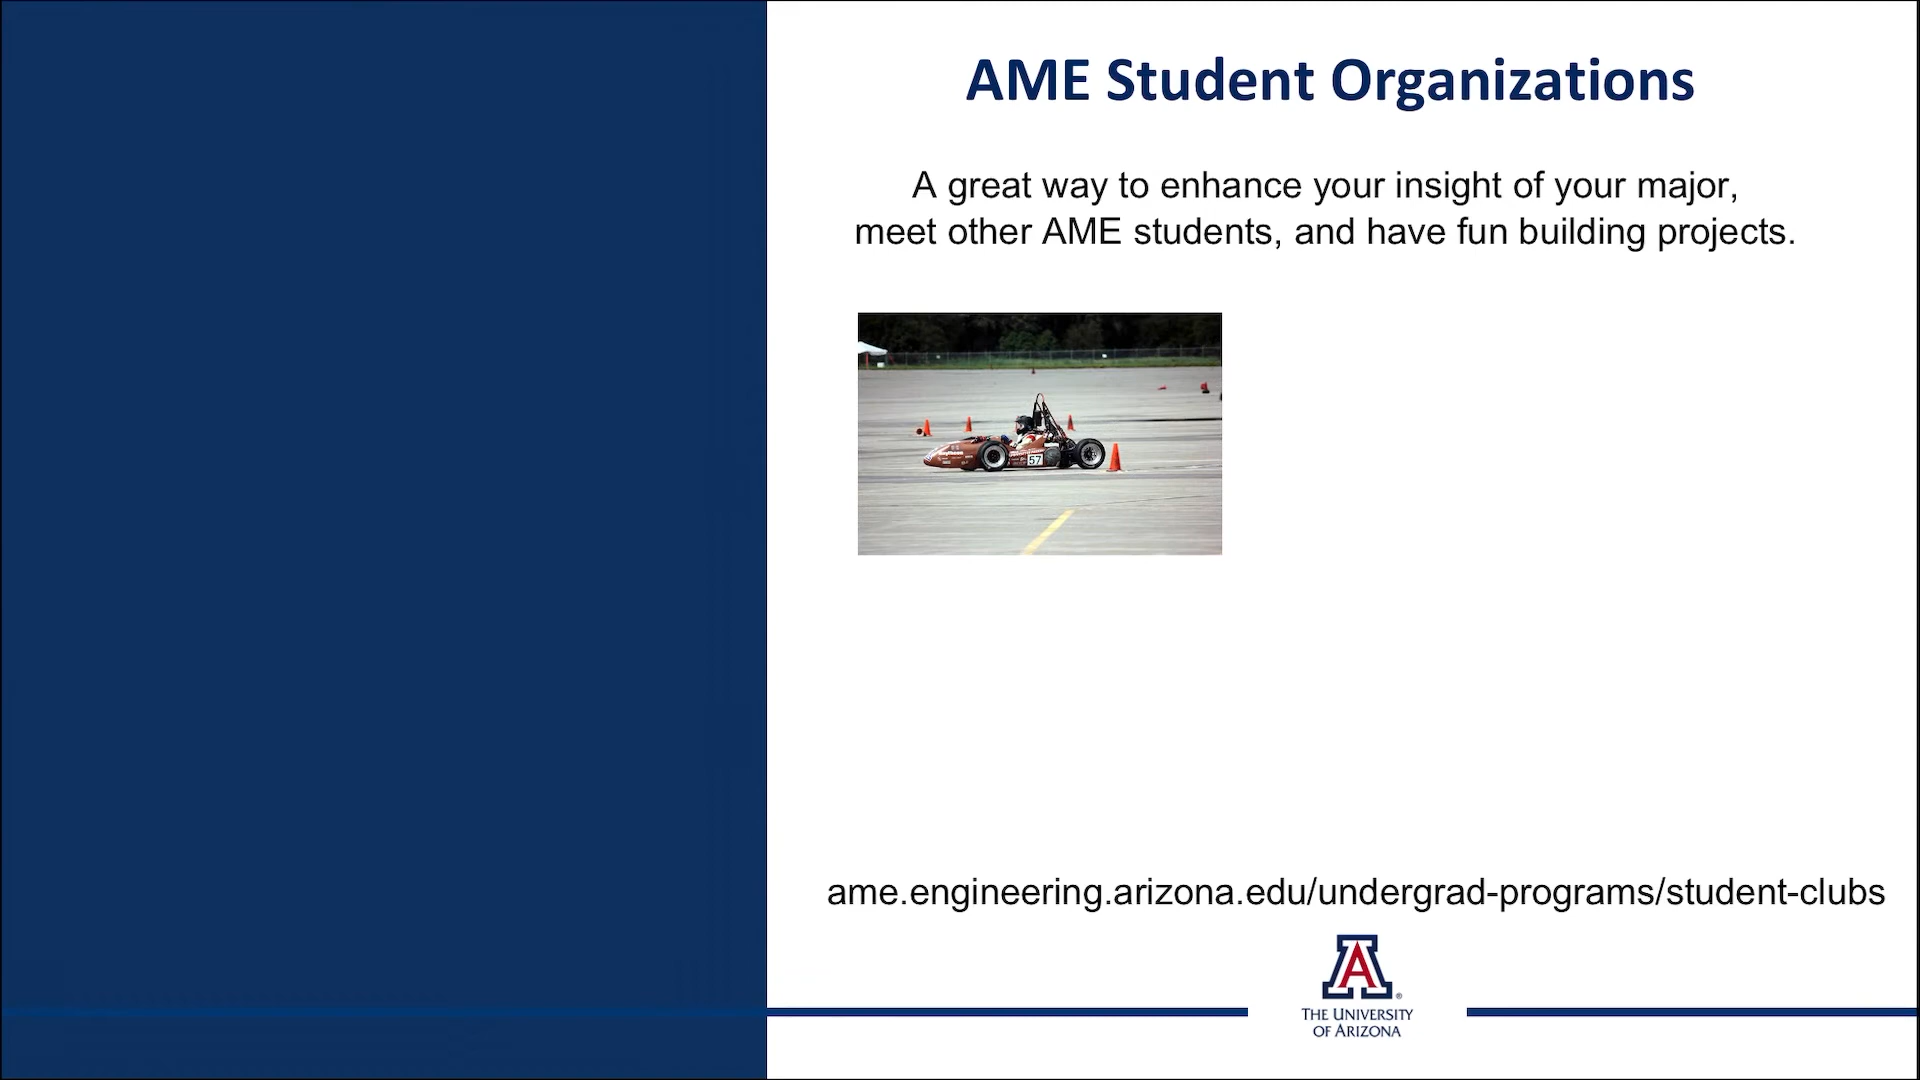 AME Student Organizations
A great way to enhance your insight of your major,
meet other AME students, and have fun building projects.
57
ame.engineering.arizona.edu/undergrad-programs/student-clubs
A
THE UNIVERSITY
OF ARIZONA